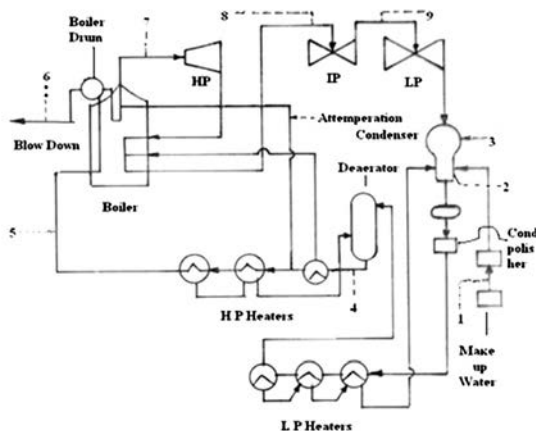 7
8
9
Boiler
Drum
6
HP
IP
LP
Attemperation
Condenser
3
Blow Down
Deaerator
2
Boiler
5
Cond
polis
her
4
1
H P Heaters
Make
up
Water
L P Heaters